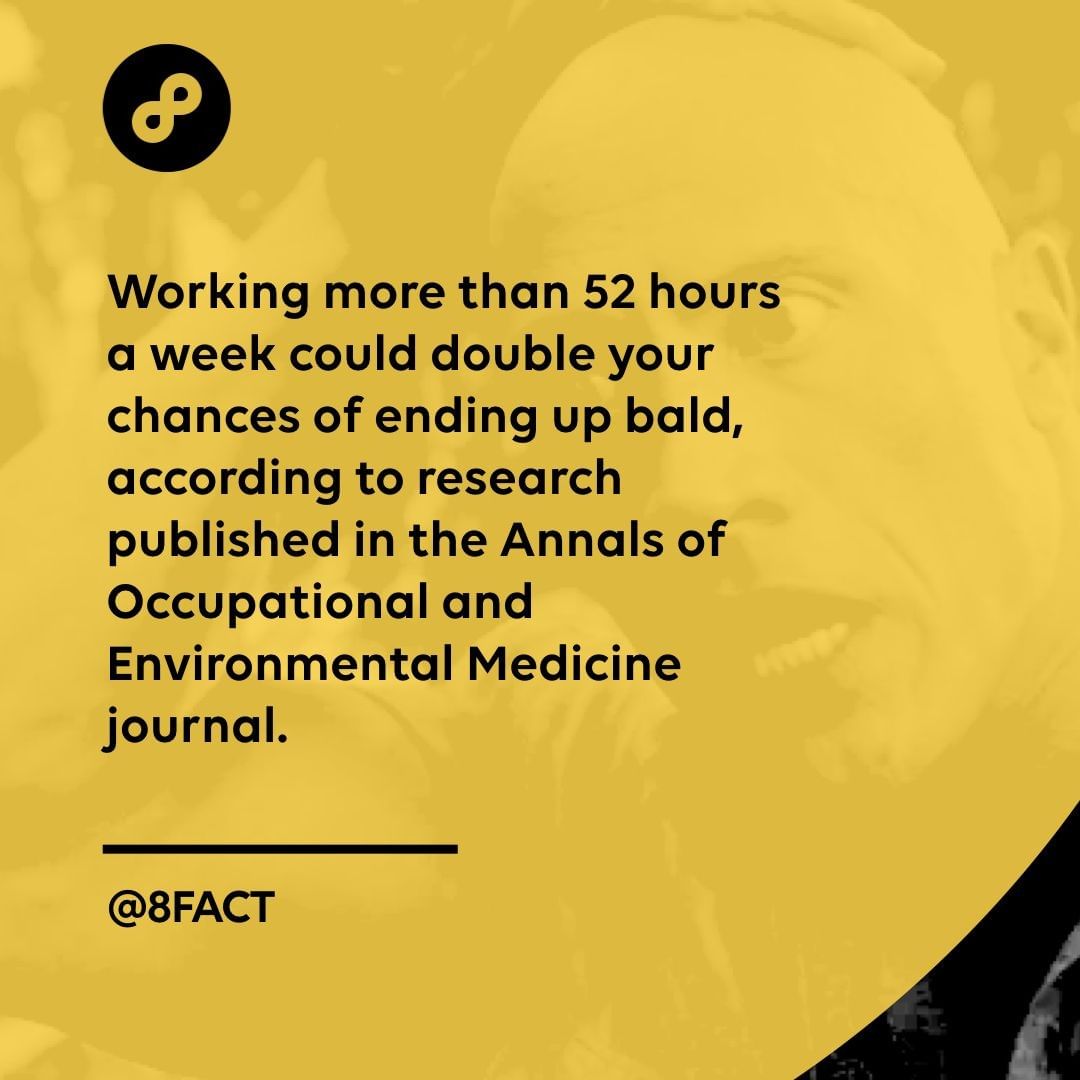 Working more than 52 hours
a week could double your
chances of ending up bald,
according to research
published in the Annals of
Occupational and
Environmental Medicine
journal.
@8FACT